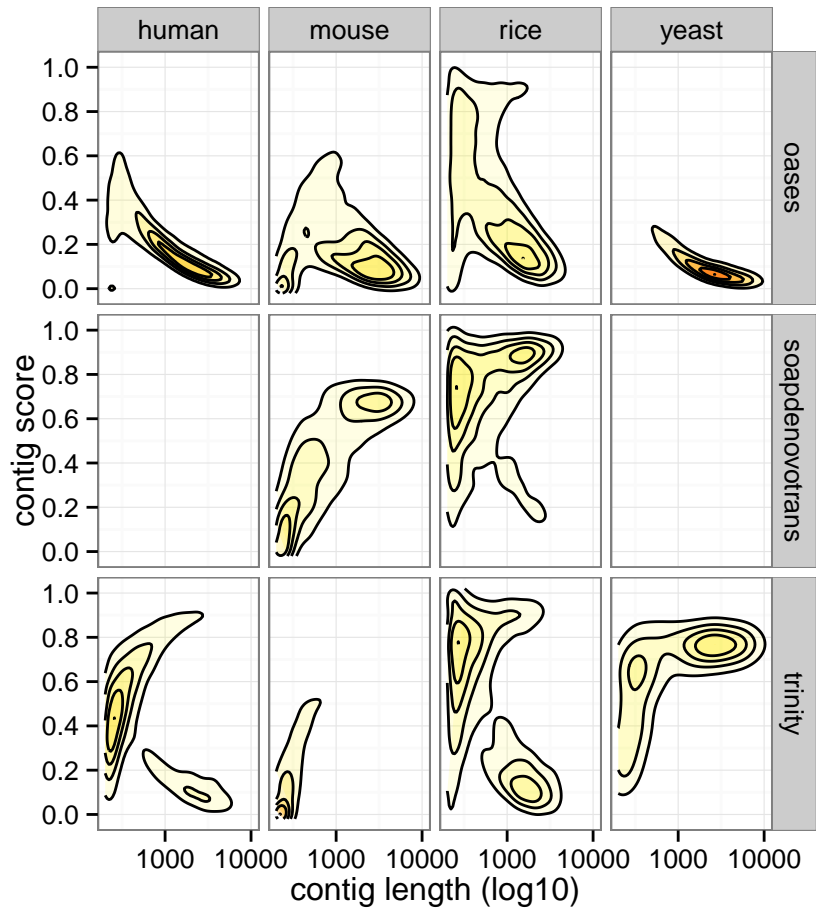 human mouse rice yeast
1.0
0.8
0.6
0.4
0.2
0.0
oases
1.0
0.8
0.6
0.4
0.2
0.0
soapdenovotrans
1.0
0.8
0.6
0.4
0.2
0.0
trinity
contig score
1000 10000 1000 10000 1000 10000 1000 10000
contig length (log10)